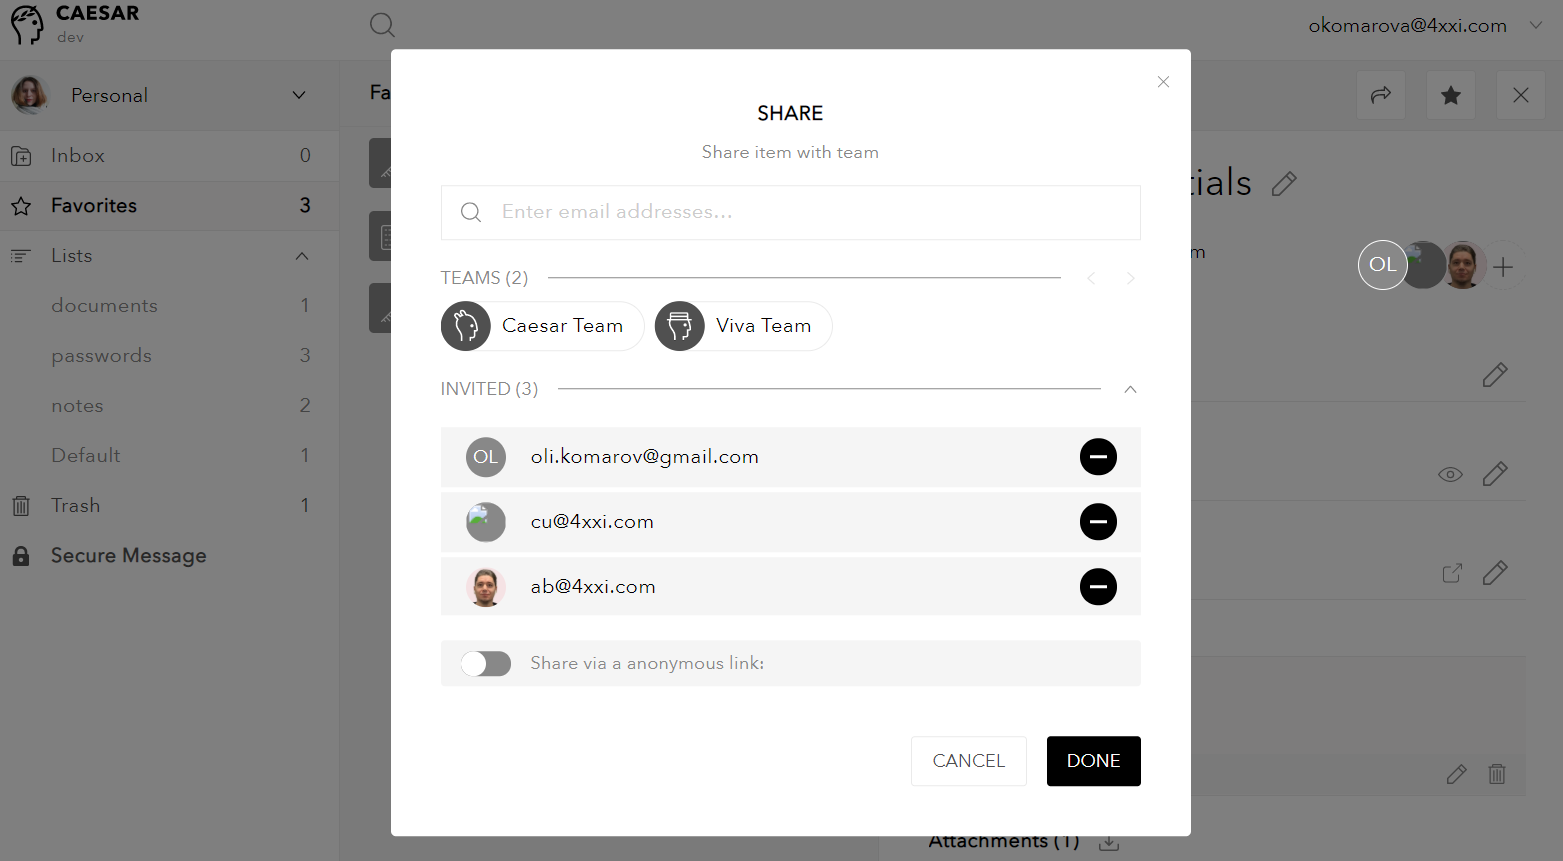 CAESAR
dev
okomarova@4xxi.com
Personal
Inbox 0
Favorites 3
Lists
documents 1
passwords 3
notes 2
Default 1
Trash 1
Secure Message
Fa
SHARE
Share item with team
Enter email addresses...
TEAMS (2)
Caesar Team
Viva Team
INVITED (3)
OL oli.komarov@gmail.com
cu@4xxi.com
ab@4xxi.com
Share via a anonymous link:
CANCEL
DONE
tials
m
OL
Attachments (1)